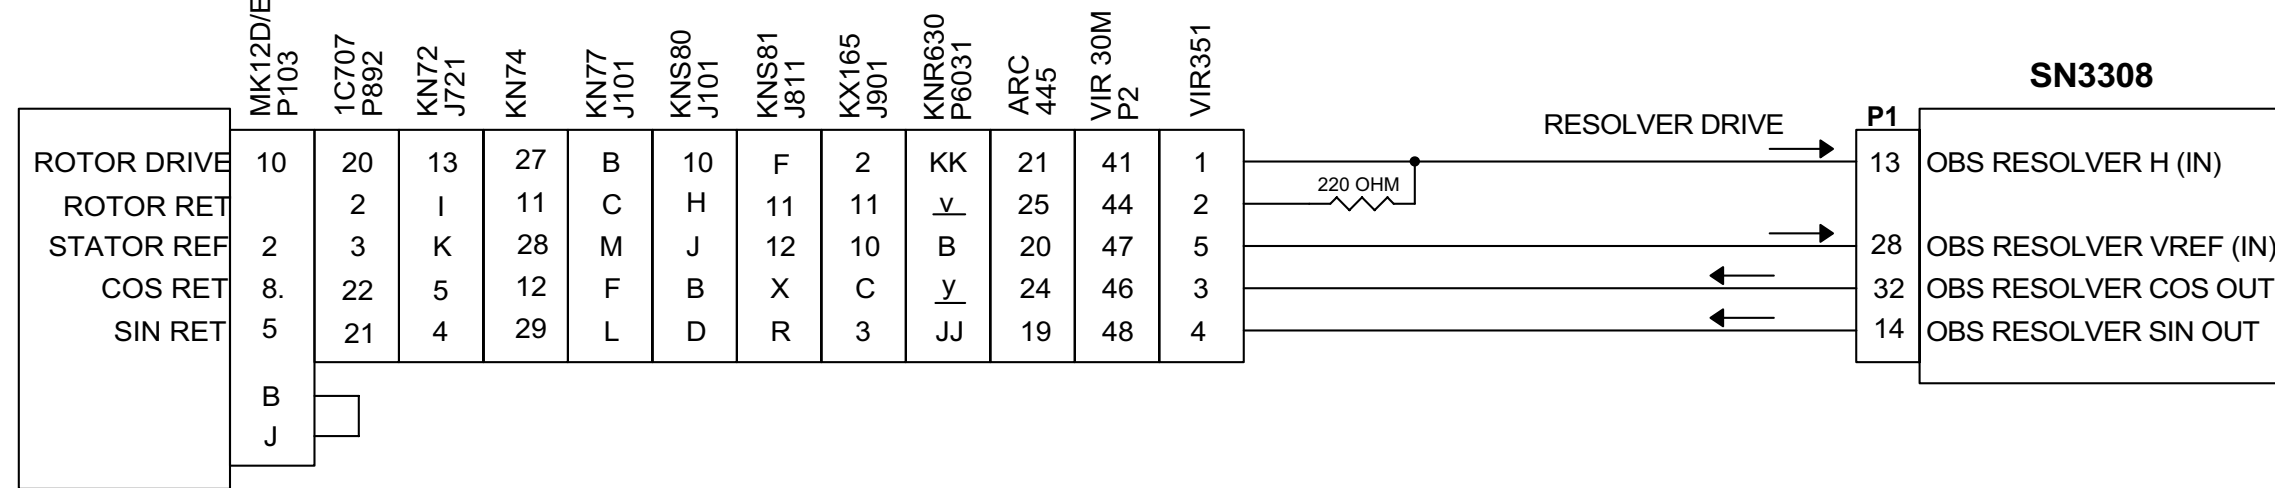 MK12D/E P103
1C707 P892
KN72 J721
KN74
KN77 J101
KNS80 J101
KNS81 J811
KX165 J901
KNR630 P6031
ARC 445
VIR 30M P2
VIR351
SN3308
RESOLVER DRIVE
P1
ROTOR DRIVE 10 20 13 27 B 10 F 2 KK 21 41 1 13 OBS RESOLVER H (IN)
220 OHM
ROTOR RET 2 I 11 C H 11 11 v 25 44 2
STATOR REF 2 3 K 28 M J 12 10 B 20 47 5 28 OBS RESOLVER VREF (IN)
COS RET 8. 22 5 12 F B X C y 24 46 3 32 OBS RESOLVER COS OUT
SIN RET 5 21 4 29 L D R 3 JJ 19 48 4 14 OBS RESOLVER SIN OUT
B
J